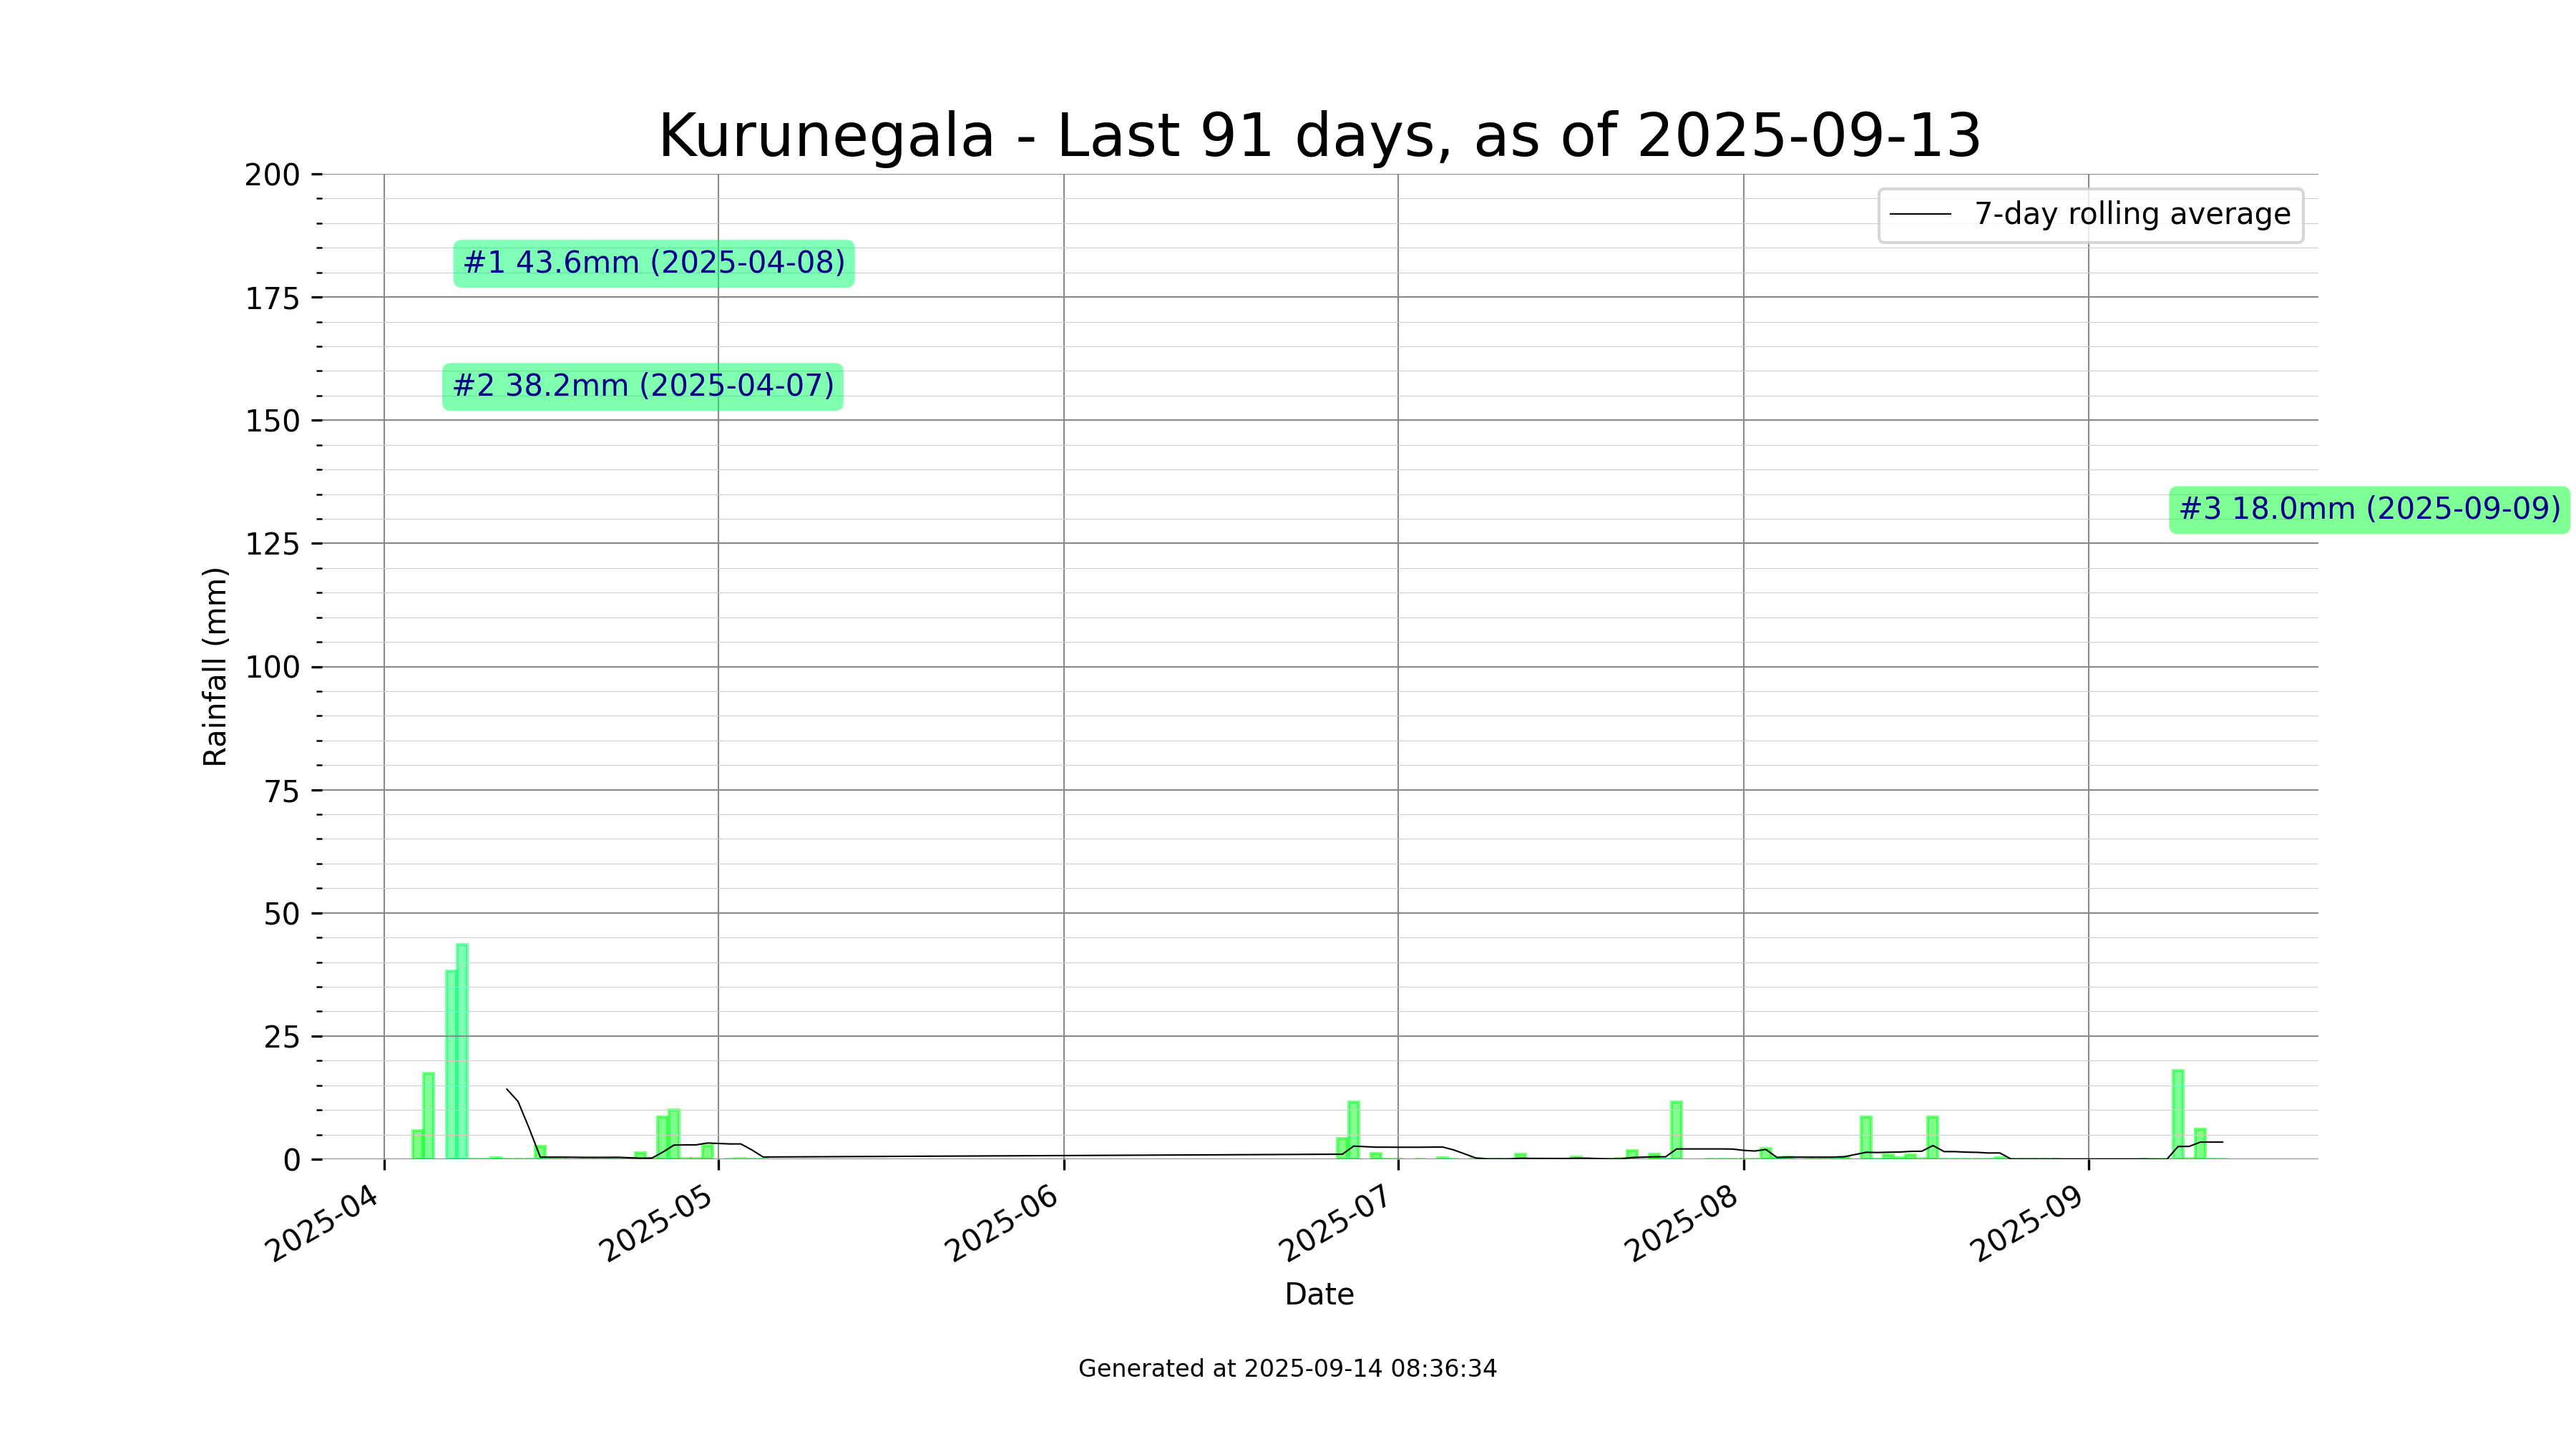 Kurunegala - Last 91 days, as of 2025-09-13
7-day rolling average
#1 43.6mm (2025-04-08)
#2 38.2mm (2025-04-07)
#3 18.0mm (2025-09-09)
Rainfall (mm)
200
175
150
125
100
75
50
25
0
2025-04
2025-05
2025-06
2025-07
2025-08
2025-09
Date
Generated at 2025-09-14 08:36:34